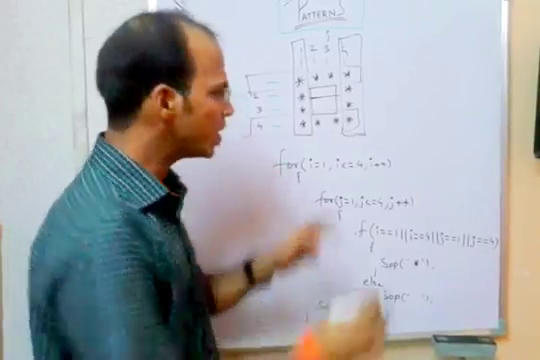 PATTERNS
j
1 2 3 4
* * * *
2 * *
3 * *
4 * * * *
for(i=1, i<=4, i++)
{
for(j=1, j<=4, j++)
{
if(i==1||i==4||j==1||j==4)
{
Sop("*"),
else
Sop(" "),